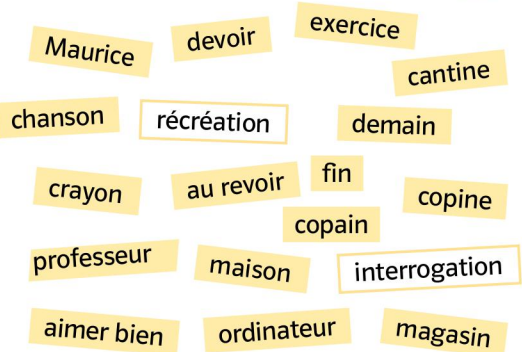 Maurice
devoir
exercice
cantine
chanson
récréation
demain
crayon
au revoir
fin
copine
copain
professeur
maison
interrogation
aimer bien
ordinateur
magasin